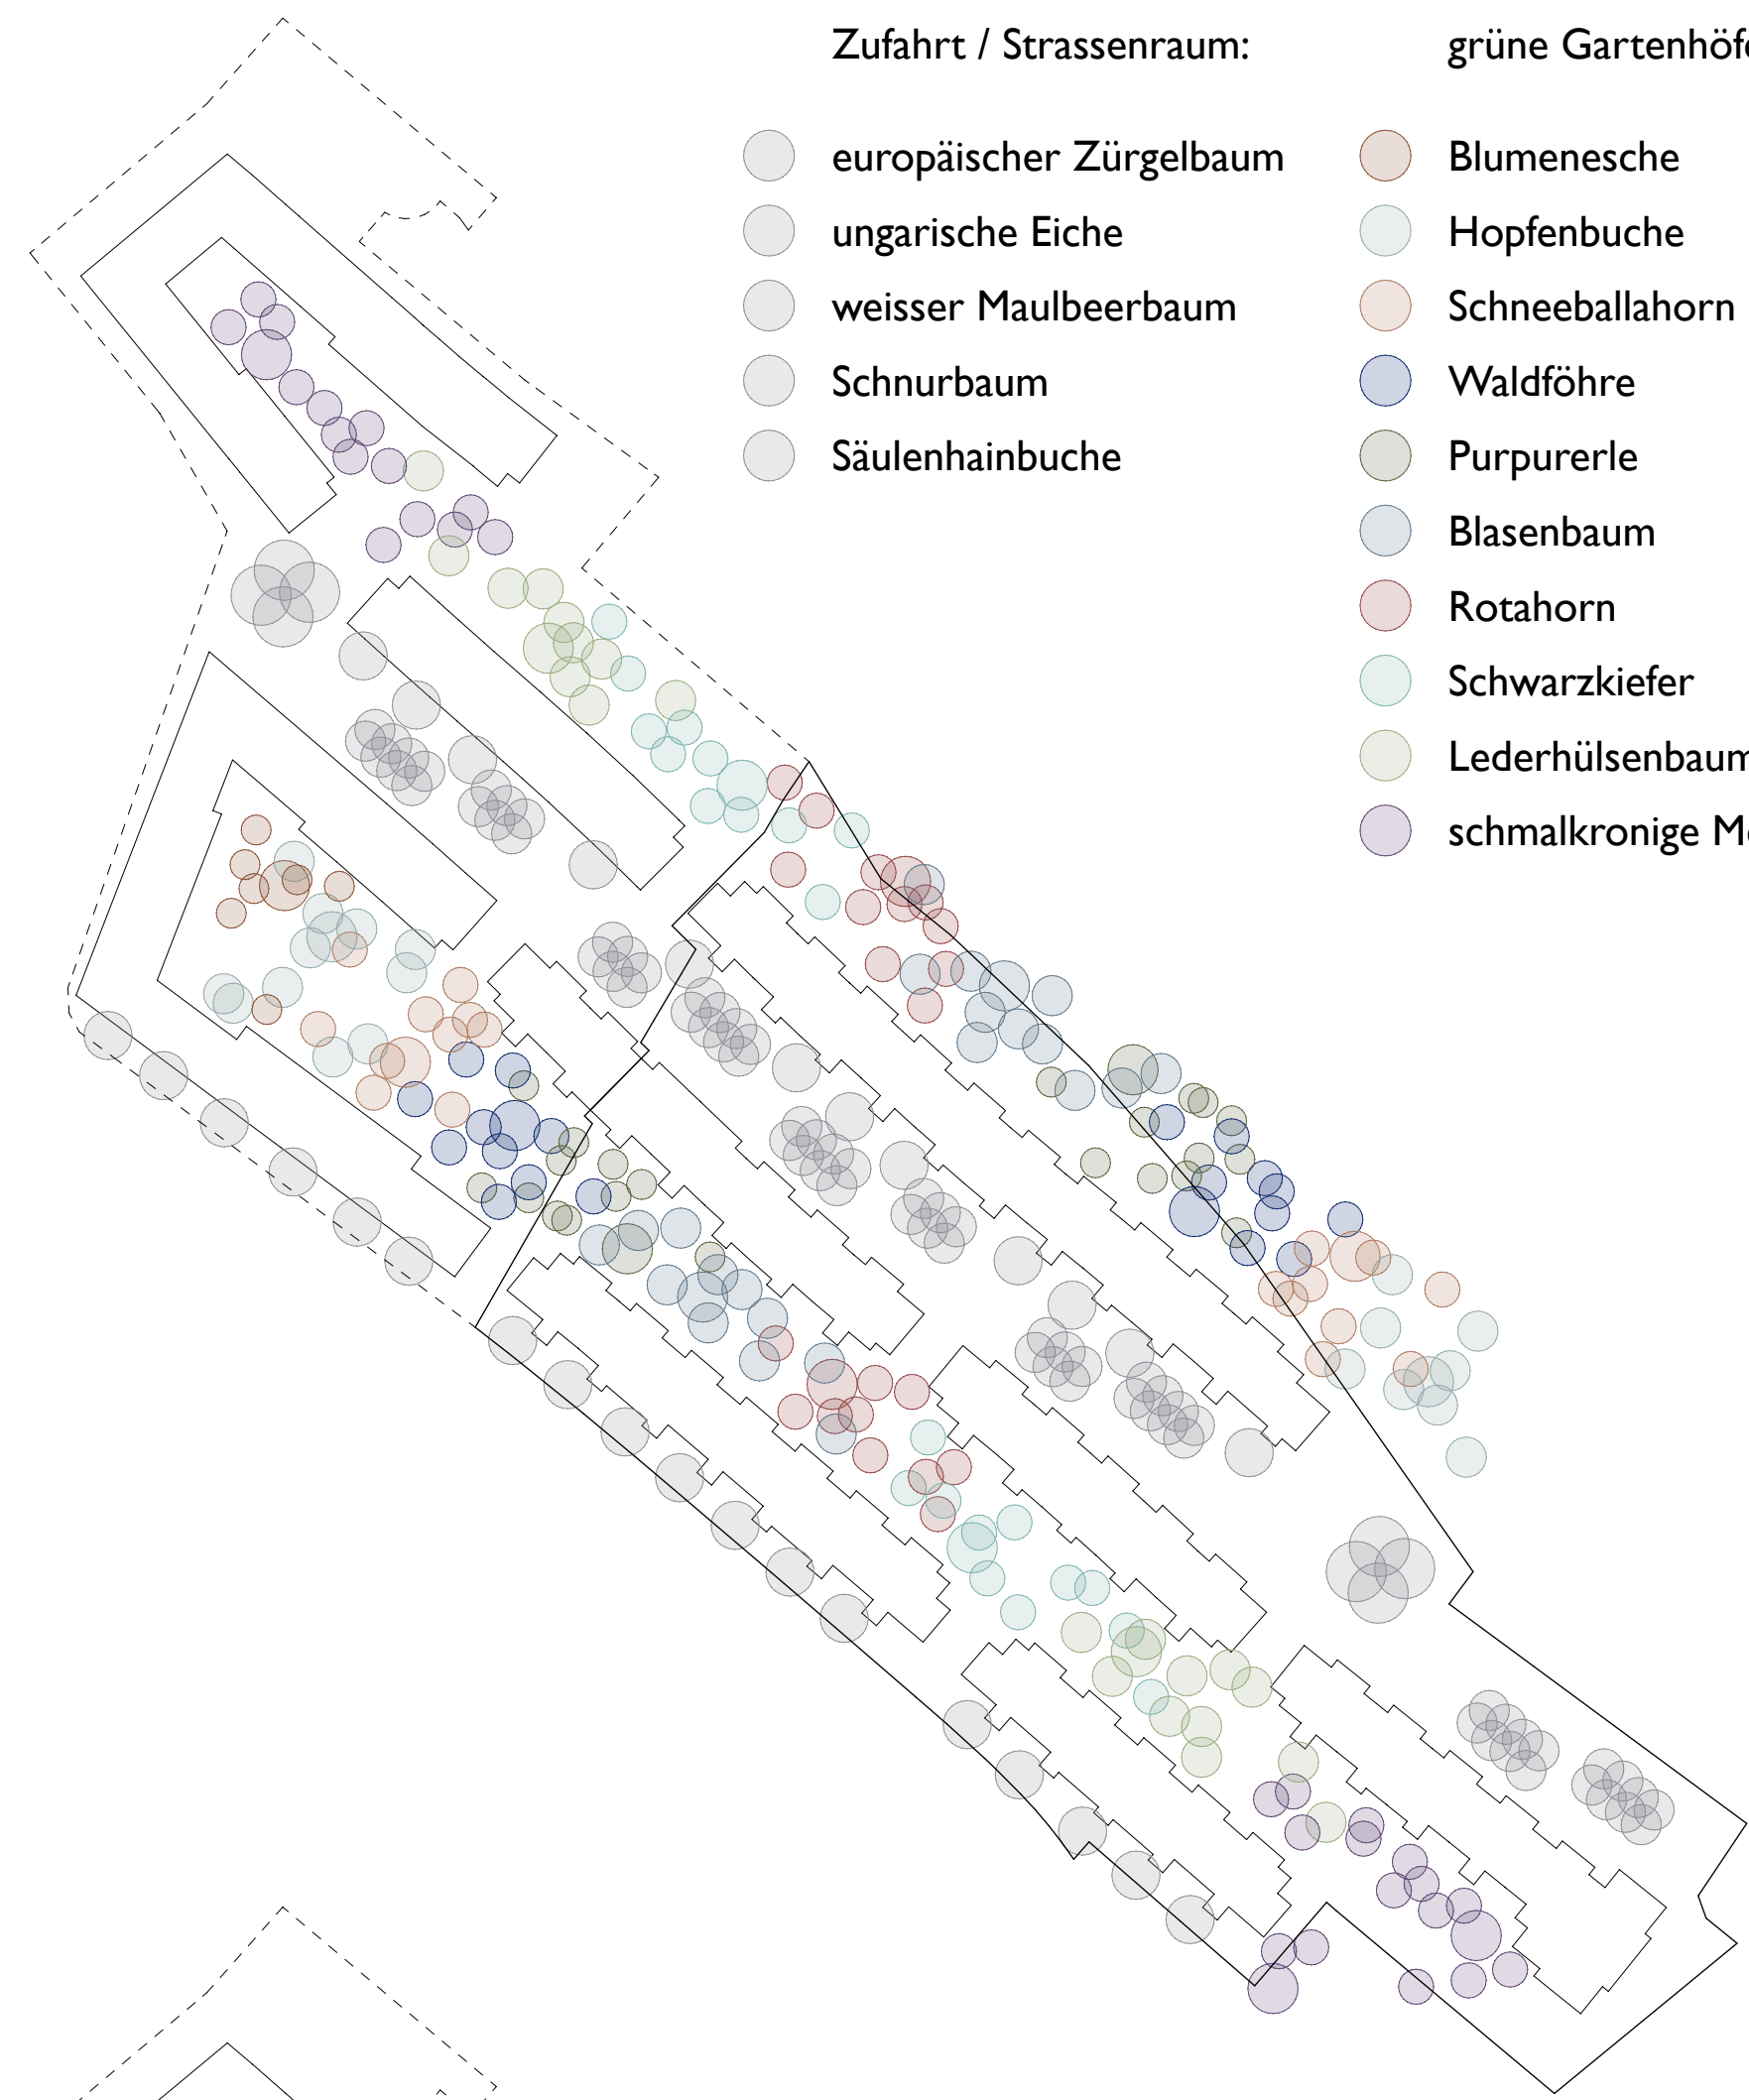 Zufahrt / Strassenraum:
europäischer Zürgelbaum
ungarische Eiche
weisser Maulbeerbaum
Schnurbaum
Säulenhainbuche
grüne Gartenhöfe
Blumenesche
Hopfenbuche
Schneeballahorn
Waldföhre
Purpurerle
Blasenbaum
Rotahorn
Schwarzkiefer
Lederhülsenbaum
schmalkronige